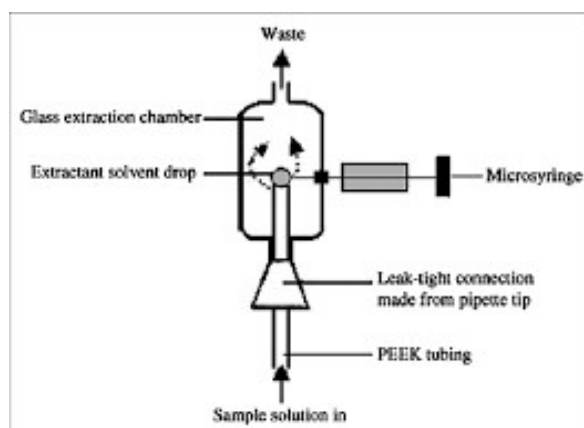 Waste
Glass extraction chamber
Extractant solvent drop
Microsyringe
Leak-tight connection
made from pipette tip
PEEK tubing
Sample solution in